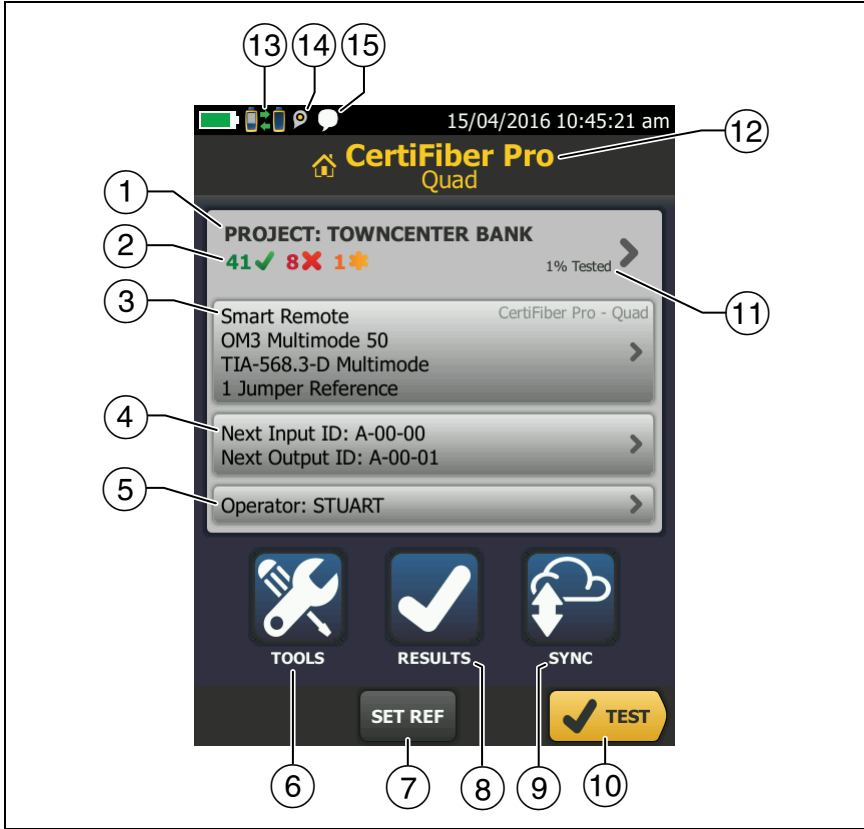 13 14 15
15/04/2016 10:45:21 am
12
CertiFiber Pro
Quad
1
PROJECT: TOWNCENTER BANK
2
41 8 1
1% Tested
11
3
Smart Remote
CertiFiber Pro - Quad
OM3 Multimode 50
TIA-568.3-D Multimode
1 Jumper Reference
4
Next Input ID: A-00-00
Next Output ID: A-00-01
5
Operator: STUART
TOOLS RESULTS SYNC
SET REF TEST
6 7 8 9 10